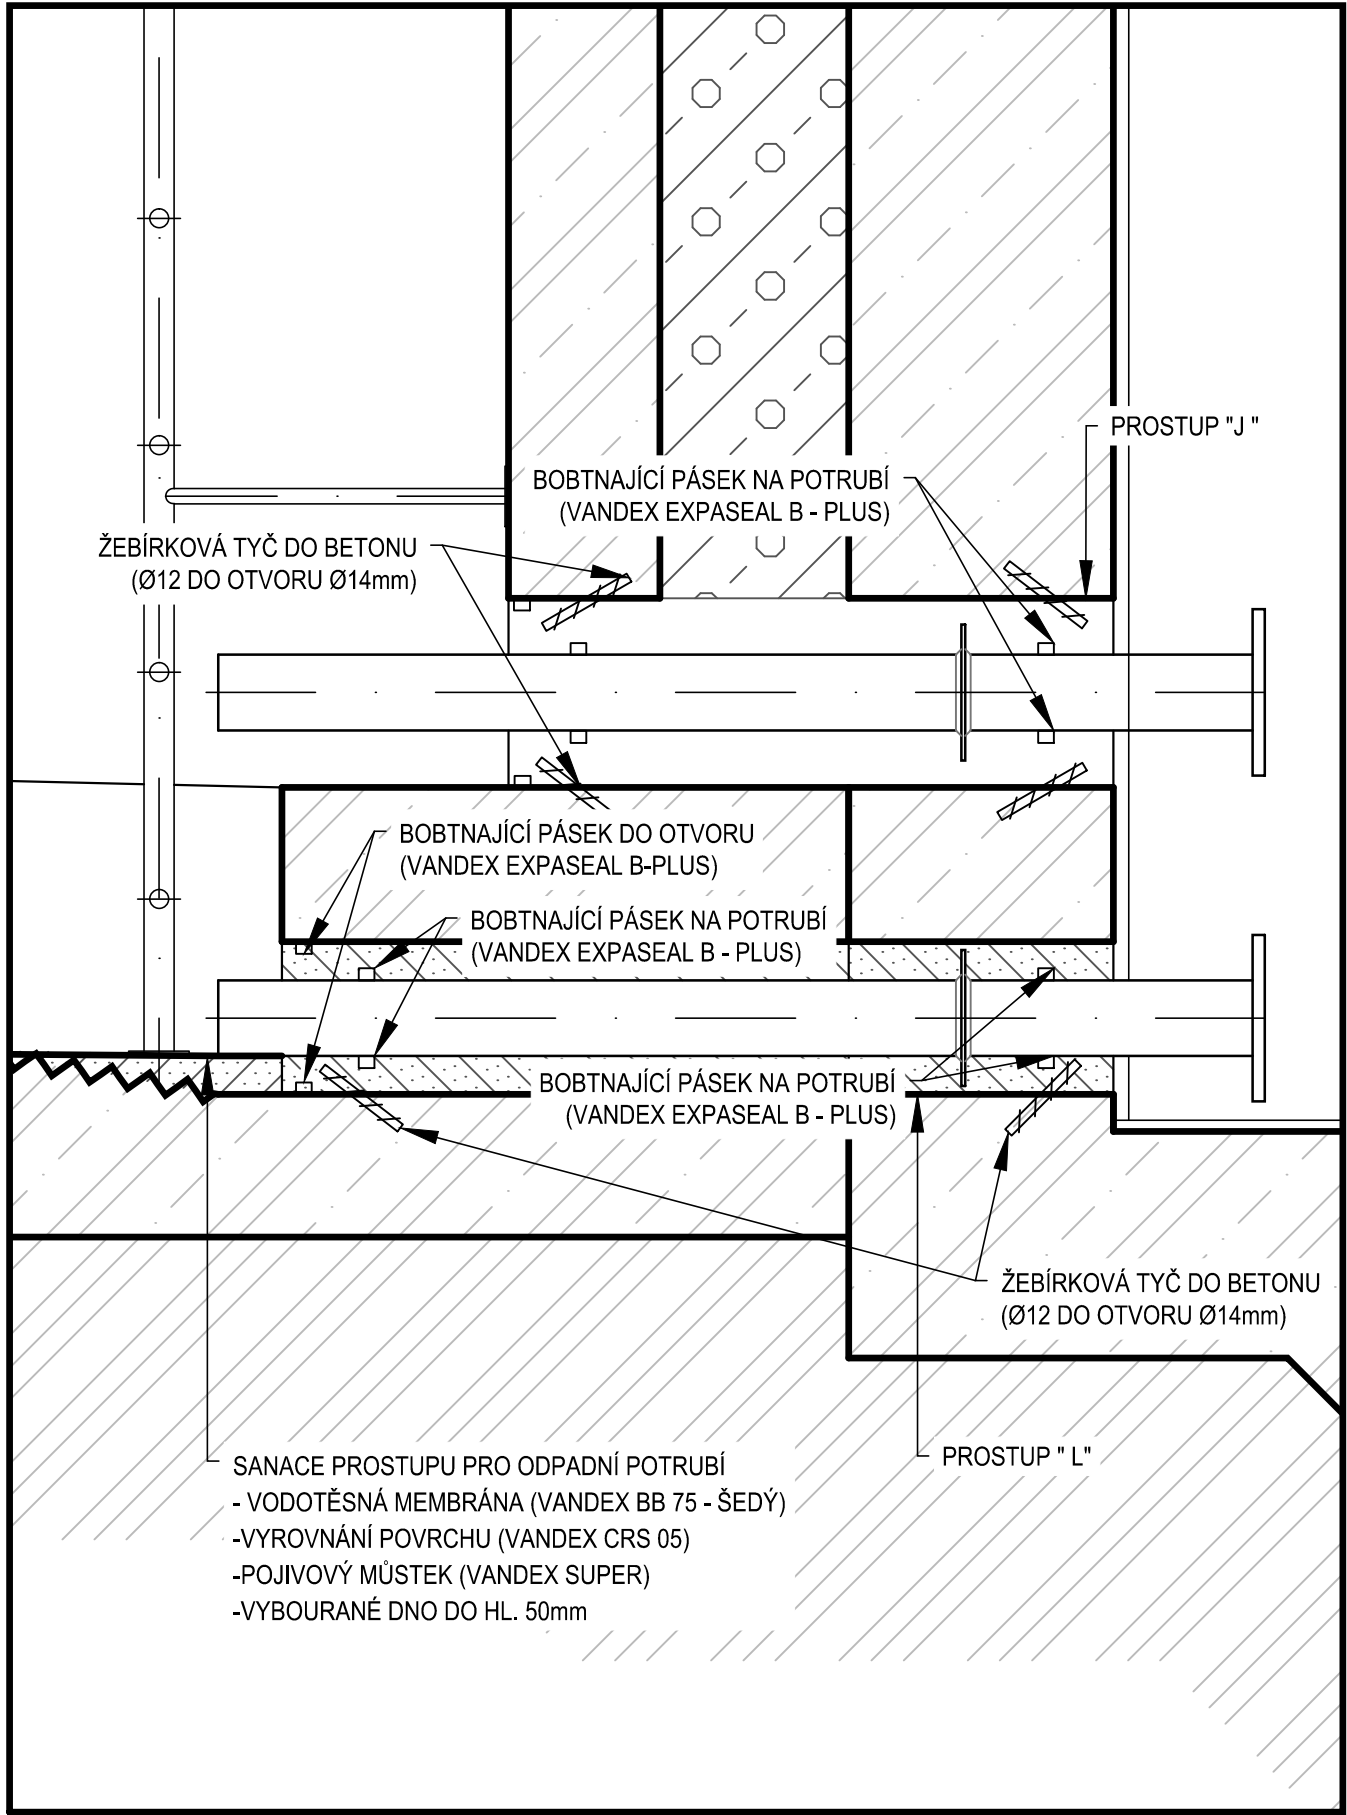 PROSTUP "J "
BOBTNAJÍCÍ PÁSEK NA POTRUBÍ
(VANDEX EXPASEAL B - PLUS)
ŽEBÍRKOVÁ TYČ DO BETONU
(Ø12 DO OTVORU Ø14mm)
BOBTNAJÍCÍ PÁSEK DO OTVORU
(VANDEX EXPASEAL B-PLUS)
BOBTNAJÍCÍ PÁSEK NA POTRUBÍ
(VANDEX EXPASEAL B - PLUS)
BOBTNAJÍCÍ PÁSEK NA POTRUBÍ
(VANDEX EXPASEAL B - PLUS)
ŽEBÍRKOVÁ TYČ DO BETONU
(Ø12 DO OTVORU Ø14mm)
PROSTUP " L"
SANACE PROSTUPU PRO ODPADNÍ POTRUBÍ
- VODOTĚSNÁ MEMBRÁNA (VANDEX BB 75 - ŠEDÝ)
-VYROVNÁNÍ POVRCHU (VANDEX CRS 05)
-POJIVOVÝ MŮSTEK (VANDEX SUPER)
-VYBOURANÉ DNO DO HL. 50mm